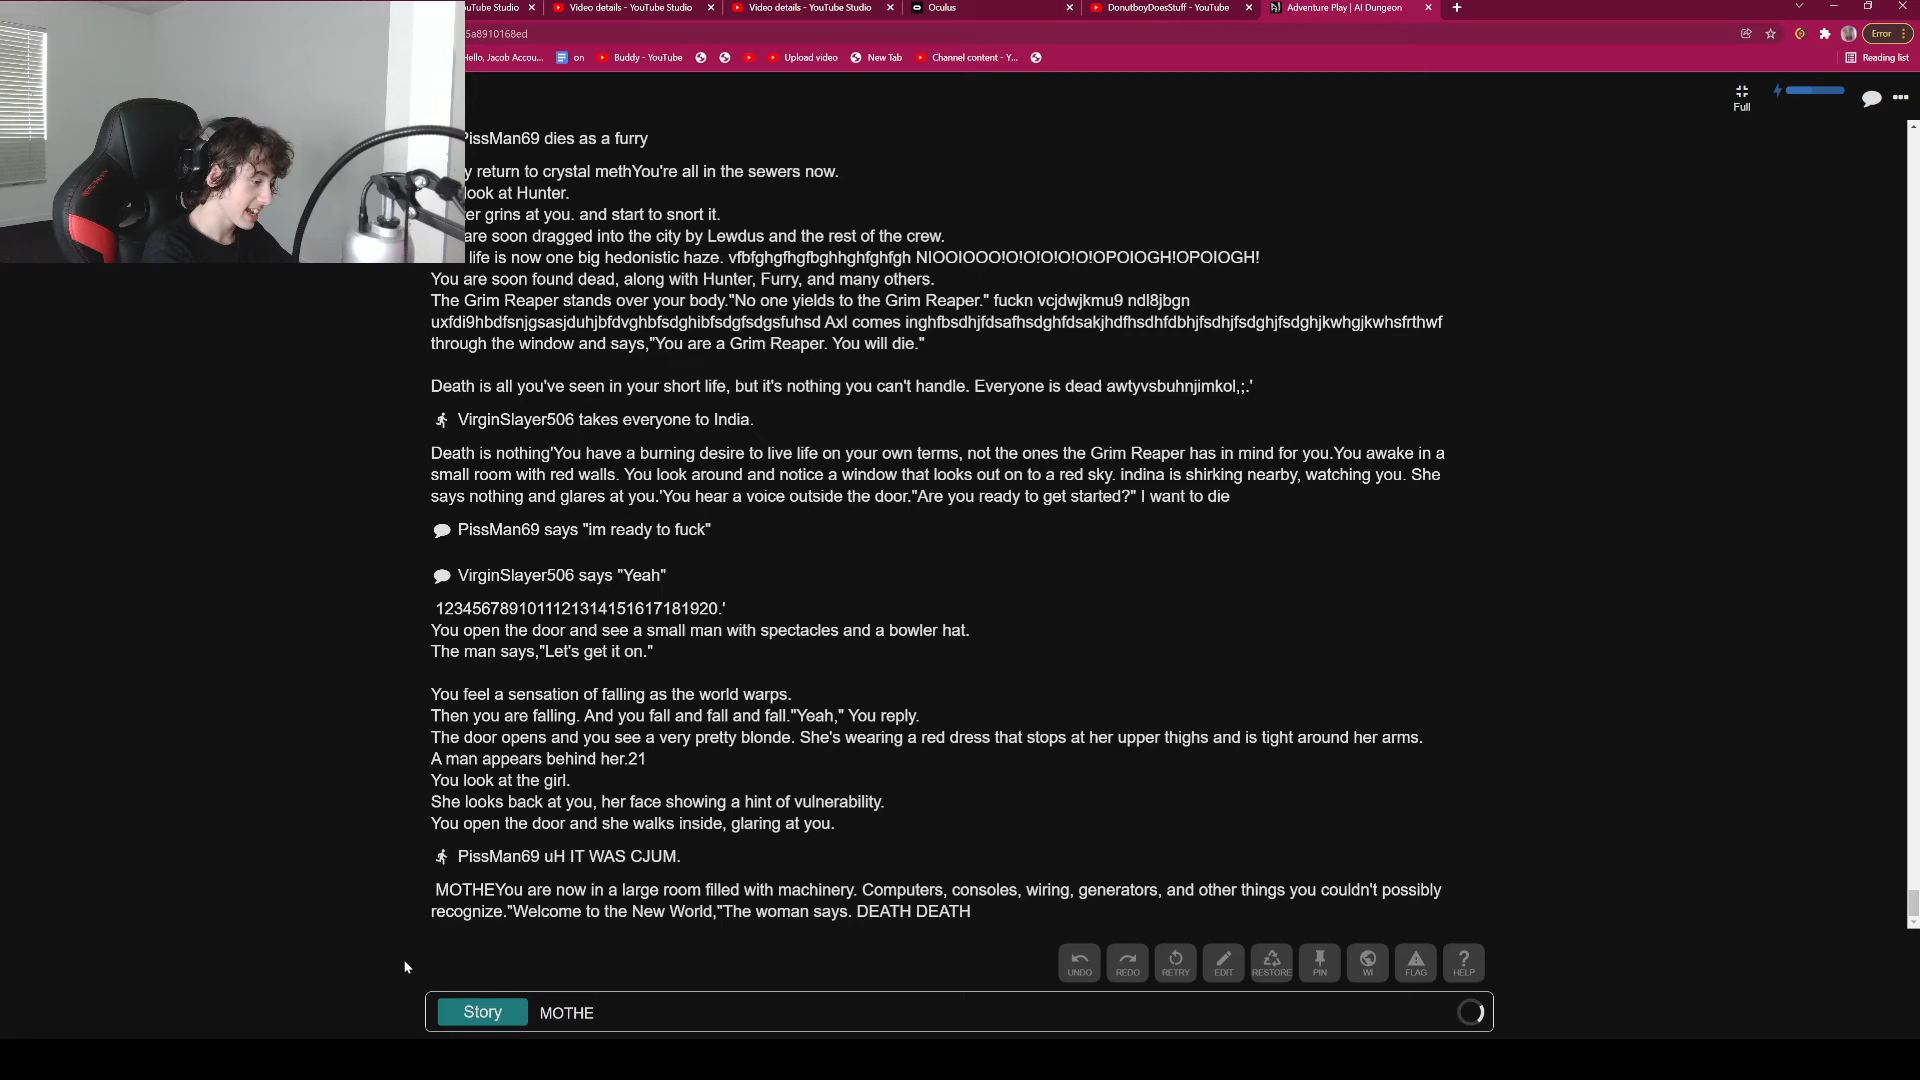 uTube Studio
Video details - YouTube Studio
Video details - YouTube Studio
Oculus
DonutboyDoesStuff - YouTube
Adventure Play | AI Dungeon
5a8910168ed
Error
Hello, Jacob Accou...
on
Buddy - YouTube
Upload video
New Tab
Channel content - Y...
Reading list
Full
PissMan69 dies as a furry
y return to crystal methYou're all in the sewers now.
look at Hunter.
er grins at you. and start to snort it.
are soon dragged into the city by Lewdus and the rest of the crew.
life is now one big hedonistic haze. vfbfghgfhgfbghhghfghfgh NIOOIOOO!O!O!O!O!O!OPOIOGH!OPOIOGH!
You are soon found dead, along with Hunter, Furry, and many others.
The Grim Reaper stands over your body."No one yields to the Grim Reaper." fuckn vcjdwjkmu9 ndl8jbgn
uxfdi9hbdfsnjgsasjduhjbfdvghbfsdghibfsdgfsdgsfuhsd Axl comes inghfbsdhjfdsafhsdghfdsakjhdfhsdhfdbhjfsdhjfsdghjfsdghjkwhgjkwhsfrthwf
through the window and says,"You are a Grim Reaper. You will die."
Death is all you've seen in your short life, but it's nothing you can't handle. Everyone is dead awtyvsbuhnjimkol,;.'
VirginSlayer506 takes everyone to India.
Death is nothing'You have a burning desire to live life on your own terms, not the ones the Grim Reaper has in mind for you.You awake in a
small room with red walls. You look around and notice a window that looks out on to a red sky. indina is shirking nearby, watching you. She
says nothing and glares at you.'You hear a voice outside the door."Are you ready to get started?" I want to die
PissMan69 says "im ready to fuck"
VirginSlayer506 says "Yeah"
1234567891011121314151617181920.'
You open the door and see a small man with spectacles and a bowler hat.
The man says,"Let's get it on."
You feel a sensation of falling as the world warps.
Then you are falling. And you fall and fall and fall."Yeah," You reply.
The door opens and you see a very pretty blonde. She's wearing a red dress that stops at her upper thighs and is tight around her arms.
A man appears behind her.21
You look at the girl.
She looks back at you, her face showing a hint of vulnerability.
You open the door and she walks inside, glaring at you.
PissMan69 uH IT WAS CJUM.
MOTHEYou are now in a large room filled with machinery. Computers, consoles, wiring, generators, and other things you couldn't possibly
recognize."Welcome to the New World,"The woman says. DEATH DEATH
UNDO
REDO
RETRY
EDIT
RESTORE
PIN
WI
FLAG
HELP
Story
MOTHE